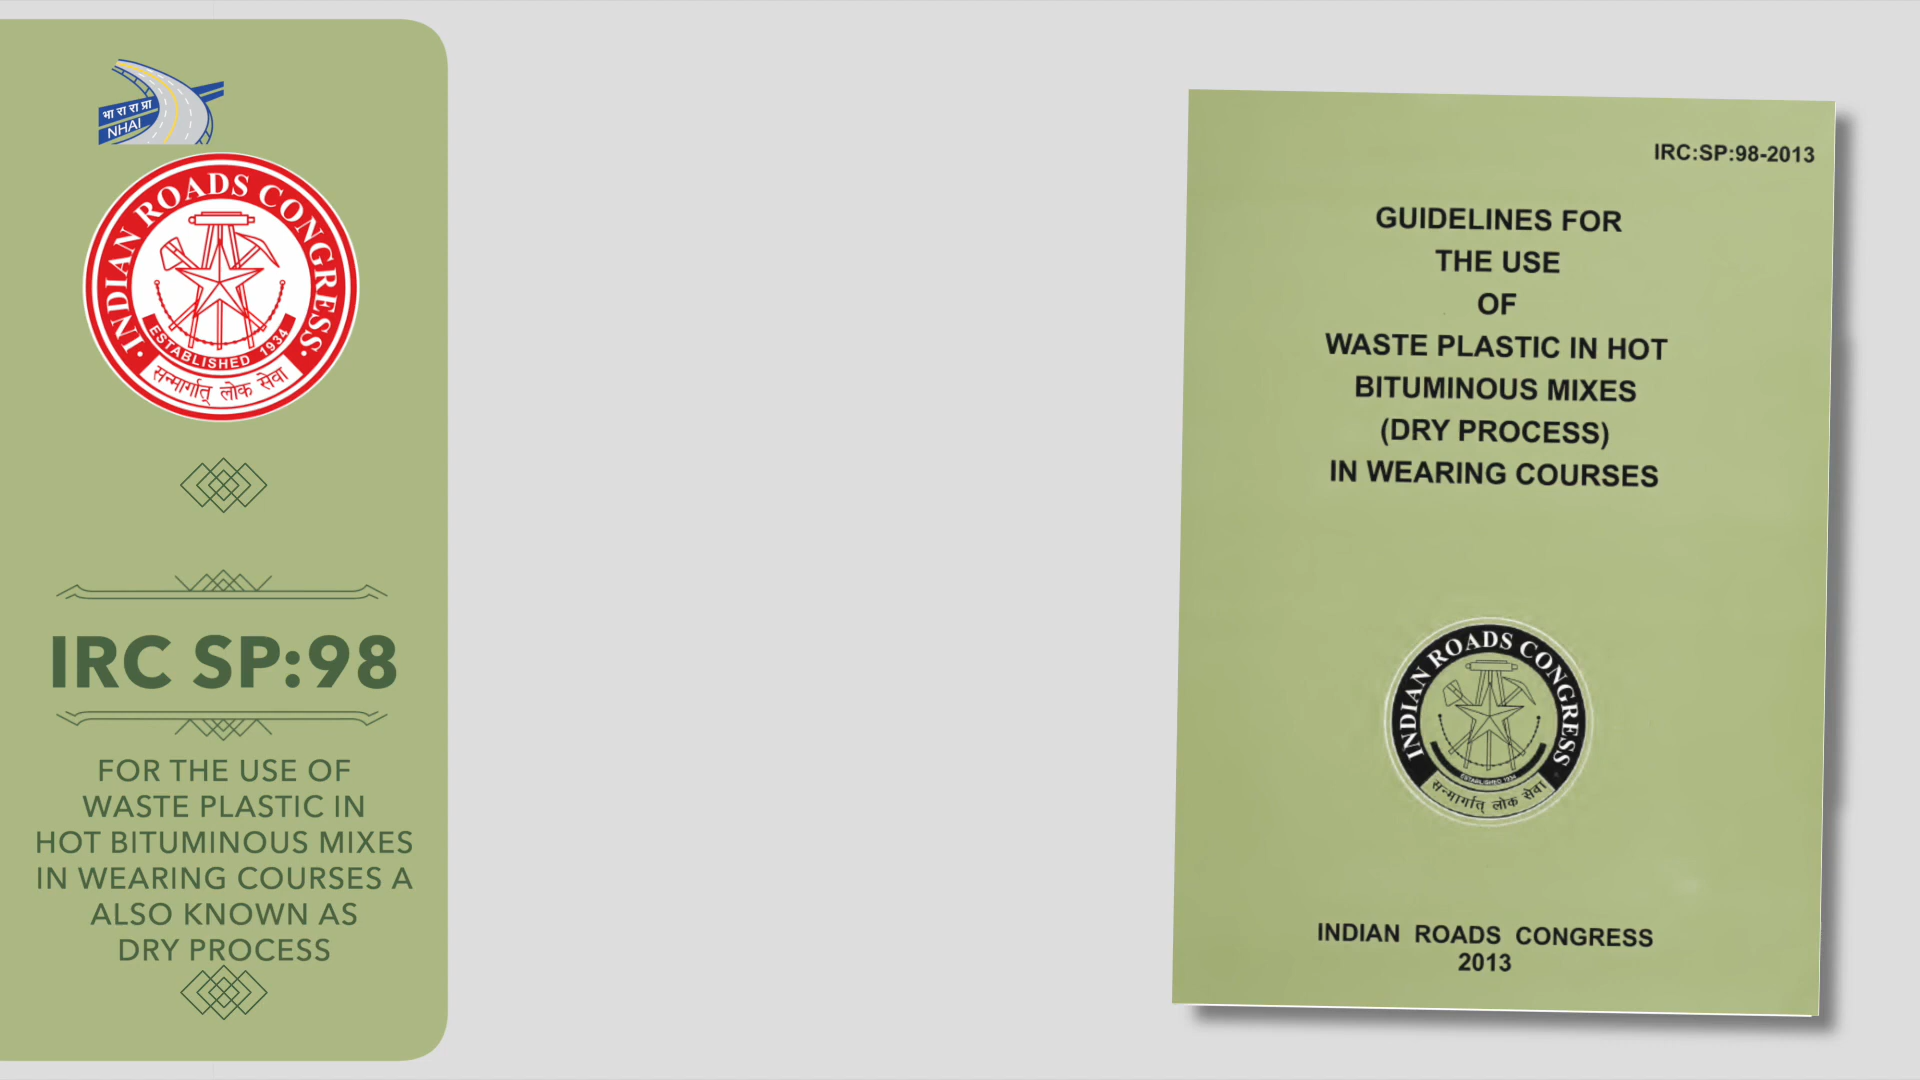 भा रा रा प्रा
NHAI
INDIAN ROADS CONGRESS
ESTABLISHED 1934
सन्मार्गात् लोक सेवा
IRC SP:98
FOR THE USE OF
WASTE PLASTIC IN
HOT BITUMINOUS MIXES
IN WEARING COURSES A
ALSO KNOWN AS
DRY PROCESS
IRC:SP:98-2013
GUIDELINES FOR
THE USE
OF
WASTE PLASTIC IN HOT
BITUMINOUS MIXES
(DRY PROCESS)
IN WEARING COURSES
INDIAN ROADS CONGRESS
ESTABLISHED 1934
सन्मार्गात् लोक सेवा
INDIAN ROADS CONGRESS
2013